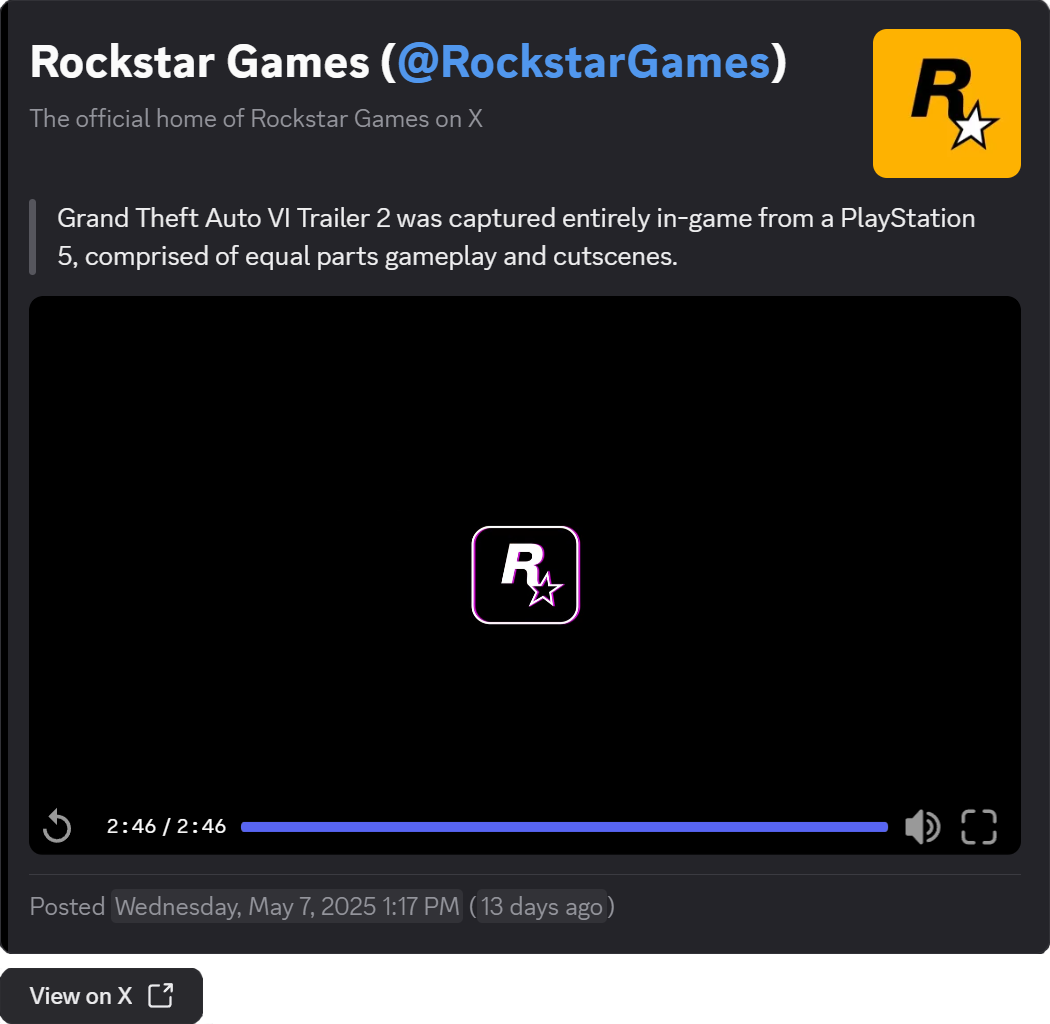 Rockstar Games (@RockstarGames)
The official home of Rockstar Games on X
R
Grand Theft Auto VI Trailer 2 was captured entirely in-game from a PlayStation
5, comprised of equal parts gameplay and cutscenes.
R
2:46 / 2:46
Posted Wednesday, May 7, 2025 1:17 PM (13 days ago)
View on X